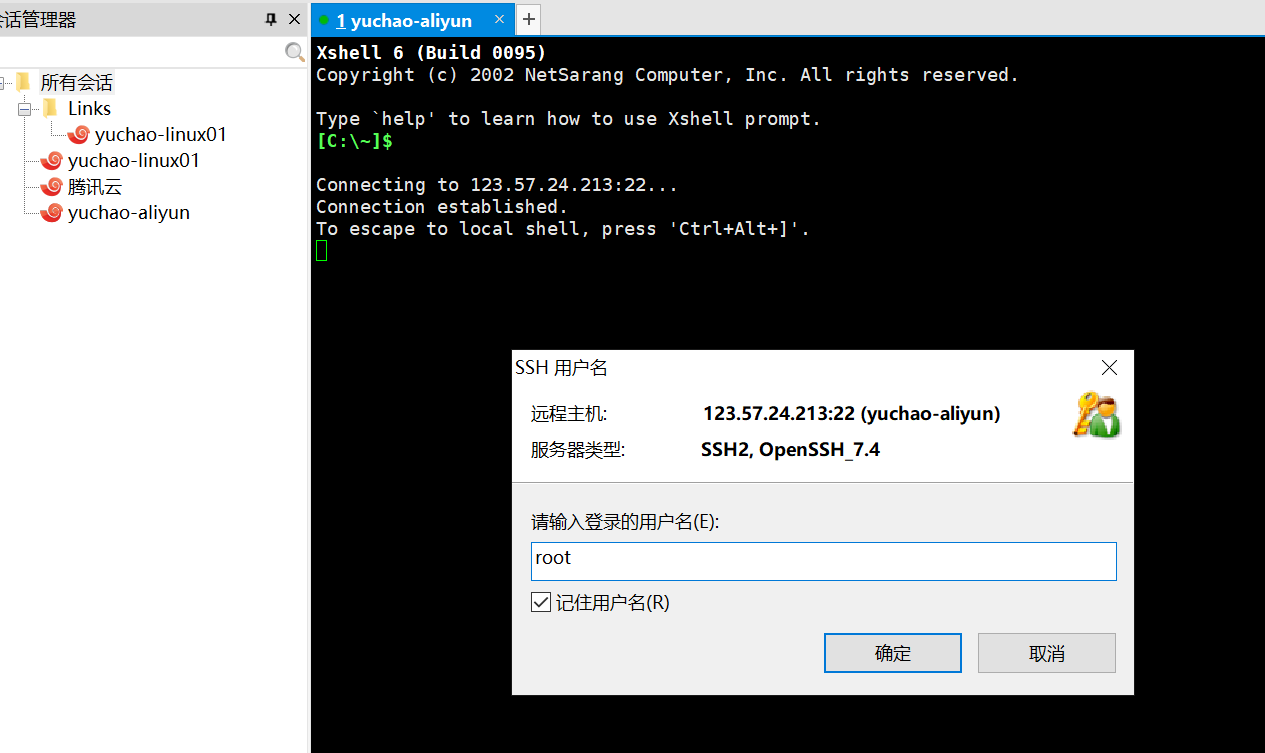 话管理器
所有会话
Links
yuchao-linux01
yuchao-linux01
腾讯云
yuchao-aliyun
1 yuchao-aliyun
Xshell 6 (Build 0095)
Copyright (c) 2002 NetSarang Computer, Inc. All rights reserved.
Type `help' to learn how to use Xshell prompt.
[C:\~]$
Connecting to 123.57.24.213:22...
Connection established.
To escape to local shell, press 'Ctrl+Alt+]'.
SSH 用户名
远程主机: 123.57.24.213:22 (yuchao-aliyun)
服务器类型: SSH2, OpenSSH_7.4
请输入登录的用户名(E):
root
记住用户名(R)
确定 取消